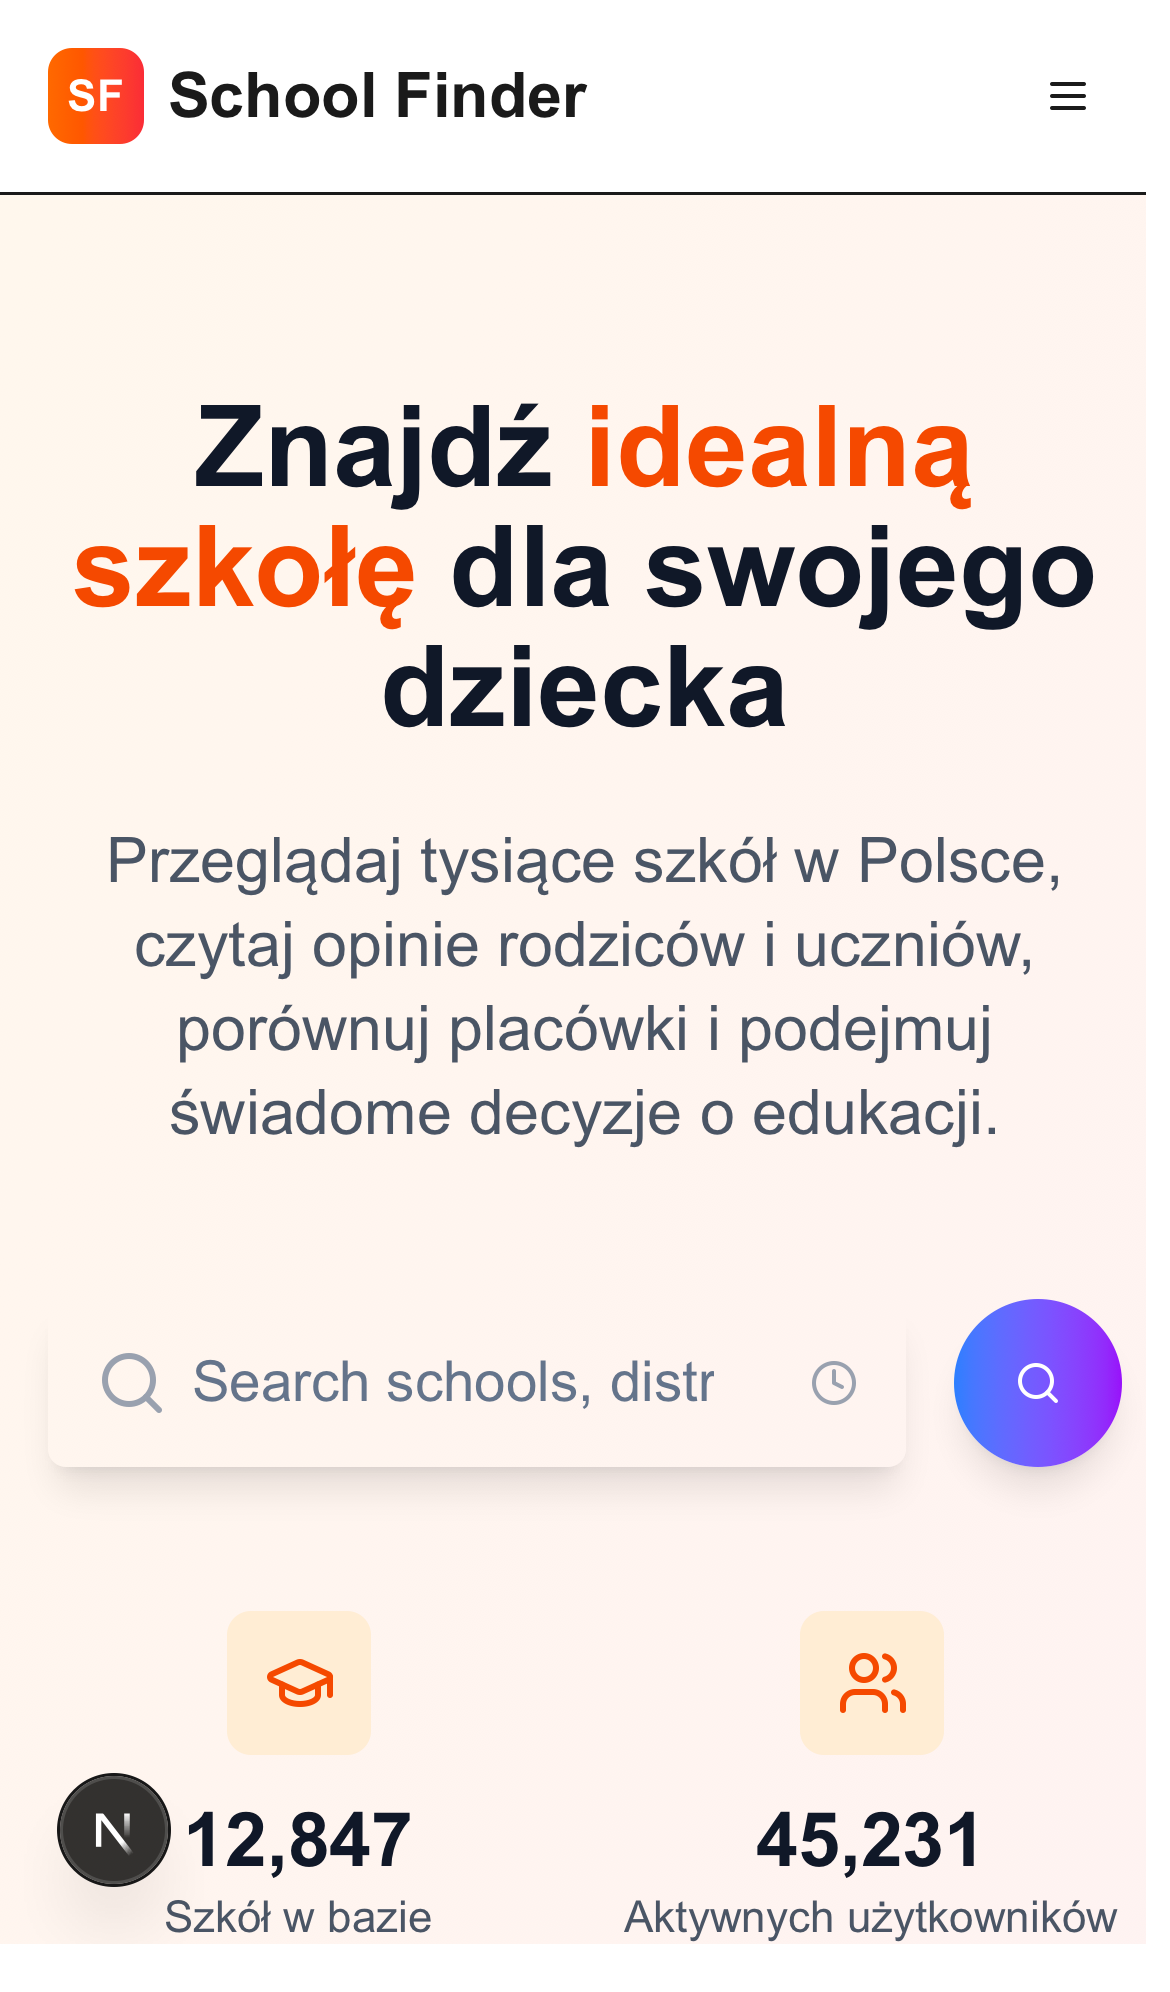 SF School Finder
Znajdź idealną
szkołę dla swojego
dziecka
Przeglądaj tysiące szkół w Polsce,
czytaj opinie rodziców i uczniów,
porównuj placówki i podejmuj
świadome decyzje o edukacji.
Search schools, distr
N
12,847
Szkół w bazie
45,231
Aktywnych użytkowników